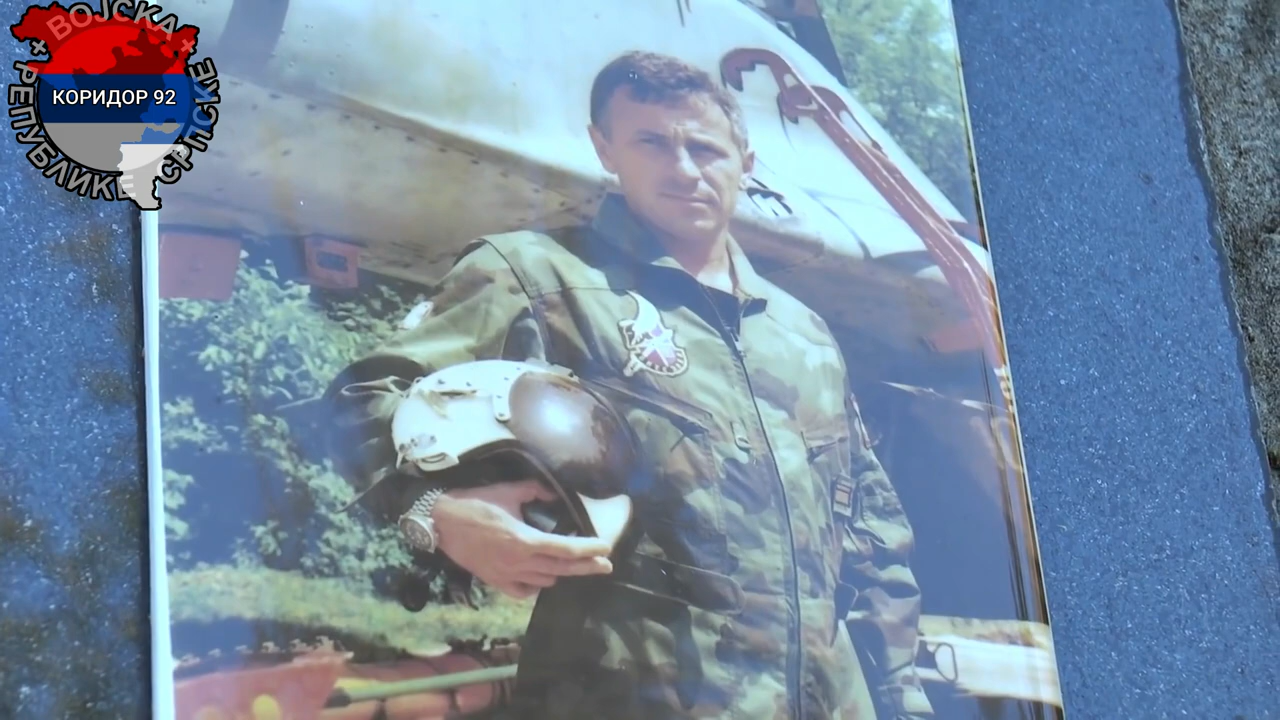 ВОЈСКА
РЕПУБЛИКЕ СРПСКЕ
КОРИДОР 92